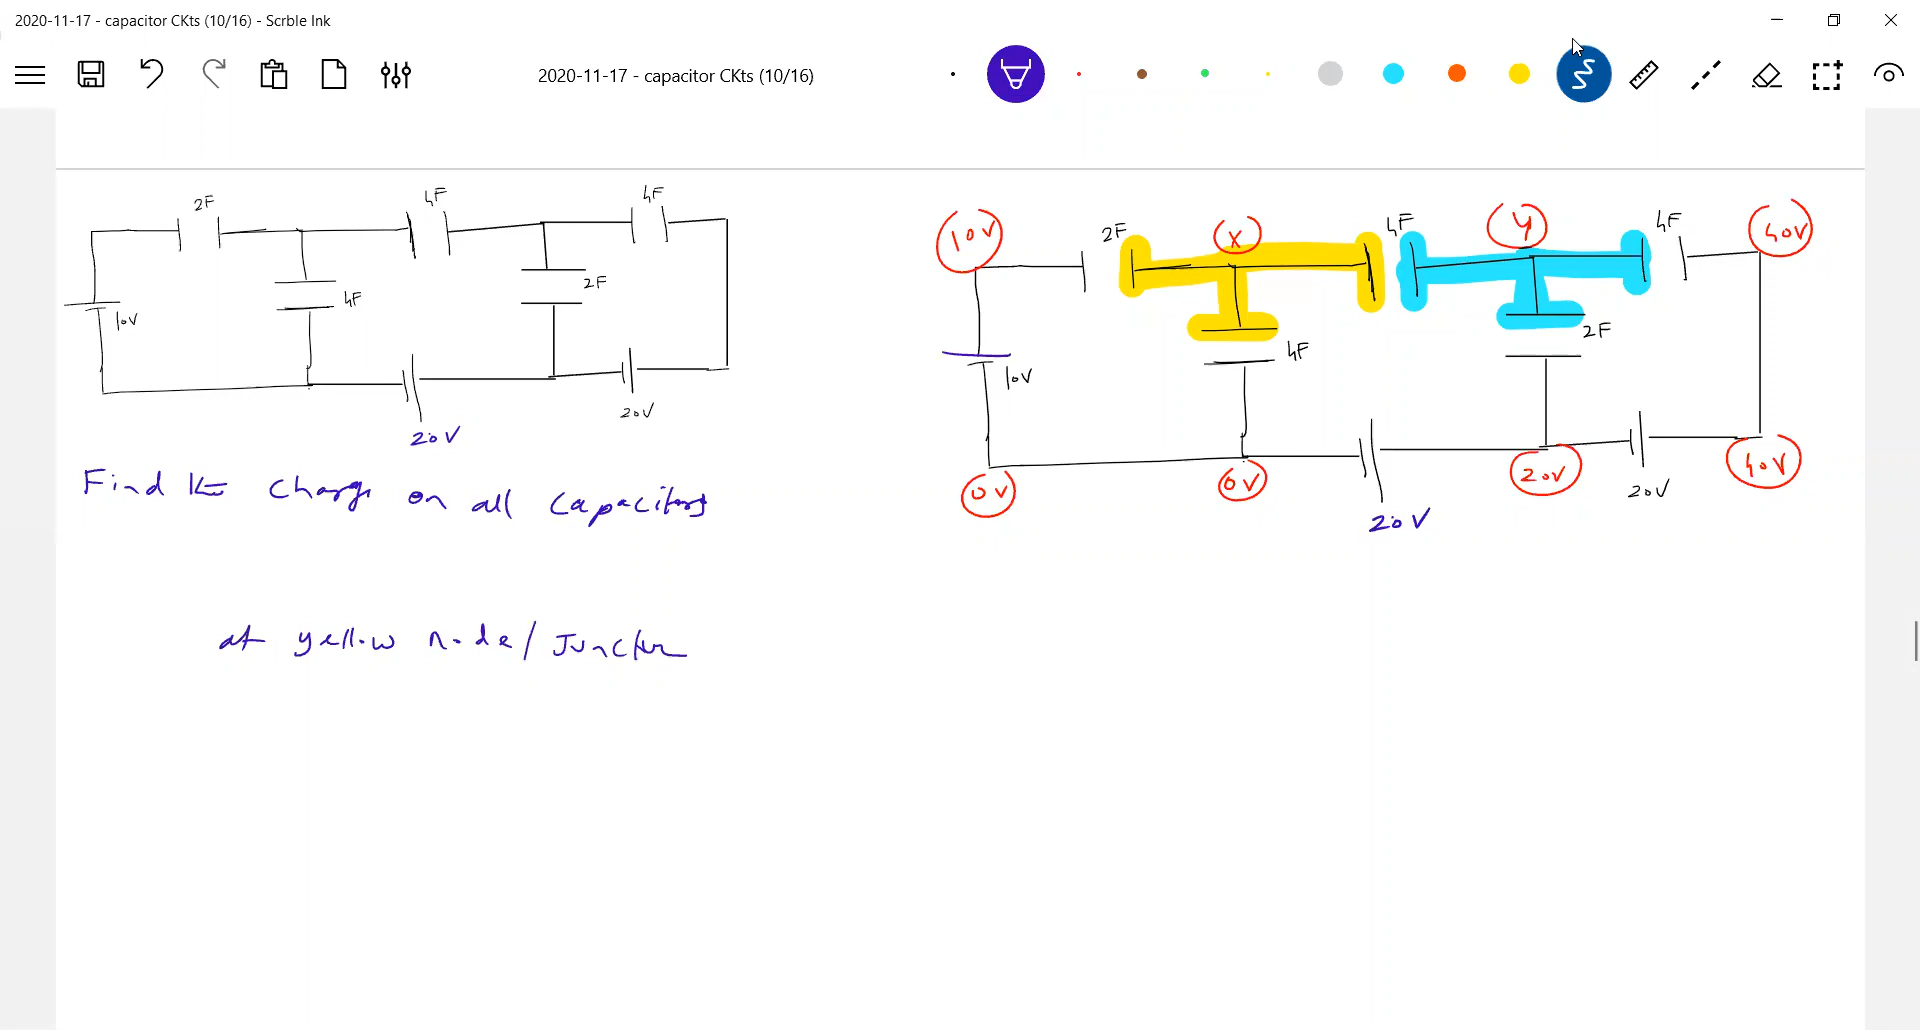 2020-11-17 - capacitor CKts (10/16) - Scrble Ink
2020-11-17 - capacitor CKts (10/16)
2F
4F
4F
10V
4F
2F
20V
20V
Find the charge on all capacitors
at yellow node/Junction
10V
2F
X
4F
Y
4F
40V
10V
4F
2F
0V
0V
20V
20V
40V
20V